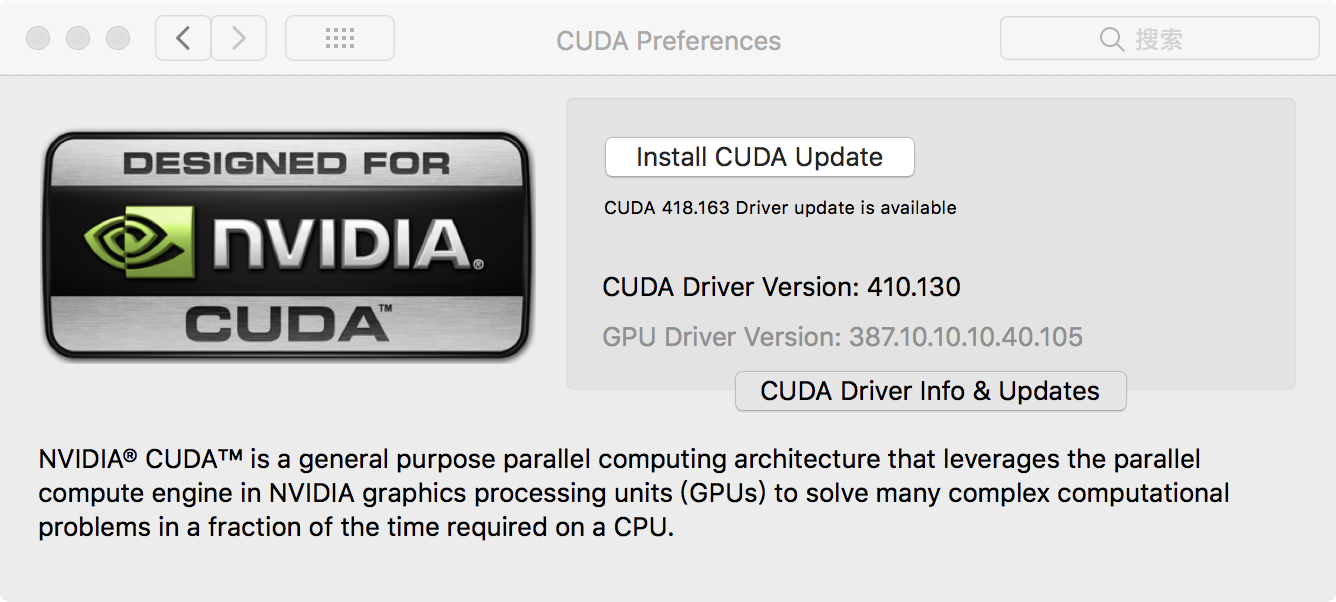 CUDA Preferences
搜索
DESIGNED FOR
NVIDIA®
CUDA™
Install CUDA Update
CUDA 418.163 Driver update is available
CUDA Driver Version: 410.130
GPU Driver Version: 387.10.10.10.40.105
CUDA Driver Info & Updates
NVIDIA® CUDA™ is a general purpose parallel computing architecture that leverages the parallel
compute engine in NVIDIA graphics processing units (GPUs) to solve many complex computational
problems in a fraction of the time required on a CPU.